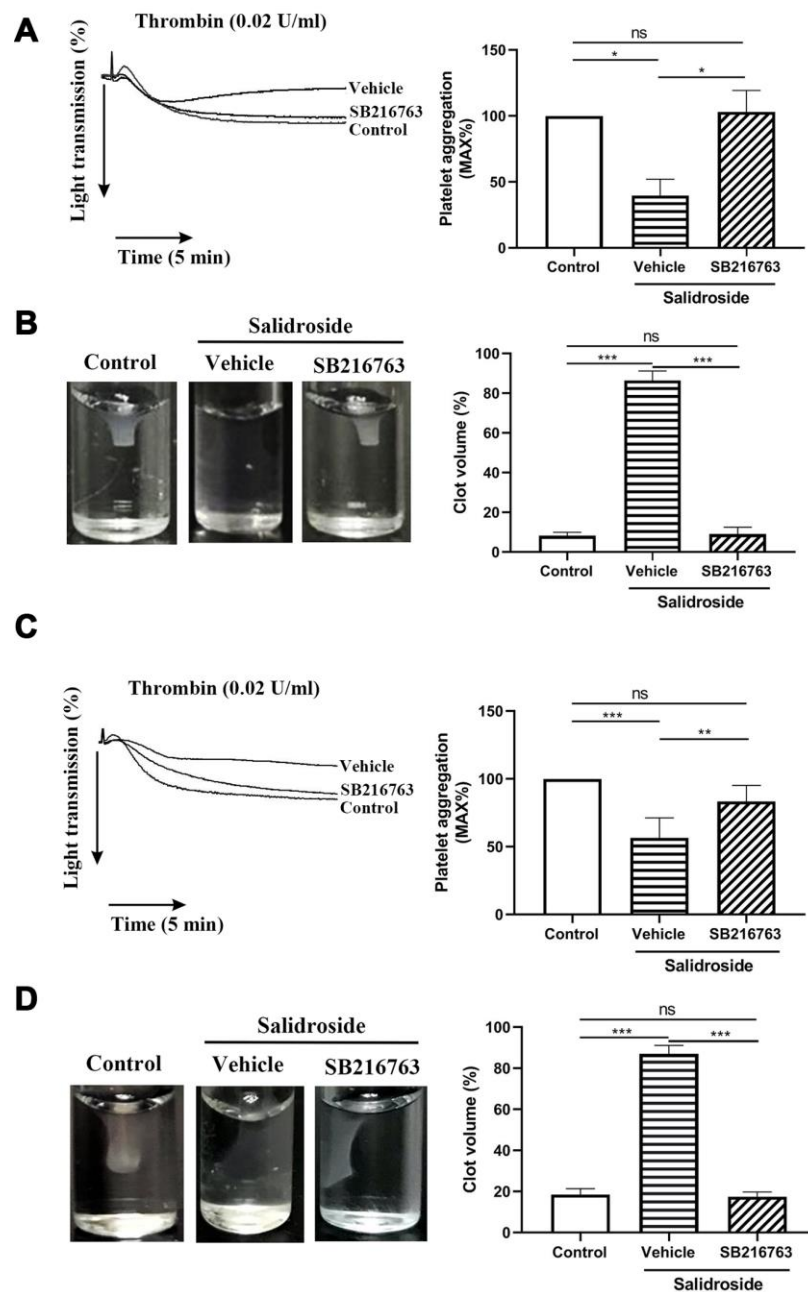 A
Thrombin (0.02 U/ml)
Light transmission (%)
Vehicle
SB216763
Control
Time (5 min)
Platelet aggregation
(MAX%)
150
100
50
0
ns
*
*
Control
Vehicle
SB216763
Salidroside
B
Salidroside
Control
Vehicle
SB216763
Clot volume (%)
100
80
60
40
20
0
ns
***
***
Control
Vehicle
SB216763
Salidroside
C
Thrombin (0.02 U/ml)
Light transmission (%)
Vehicle
SB216763
Control
Time (5 min)
Platelet aggregation
(MAX%)
150
100
50
0
ns
***
**
Control
Vehicle
SB216763
Salidroside
D
Salidroside
Control
Vehicle
SB216763
Clot volume (%)
100
80
60
40
20
0
ns
***
***
Control
Vehicle
SB216763
Salidroside